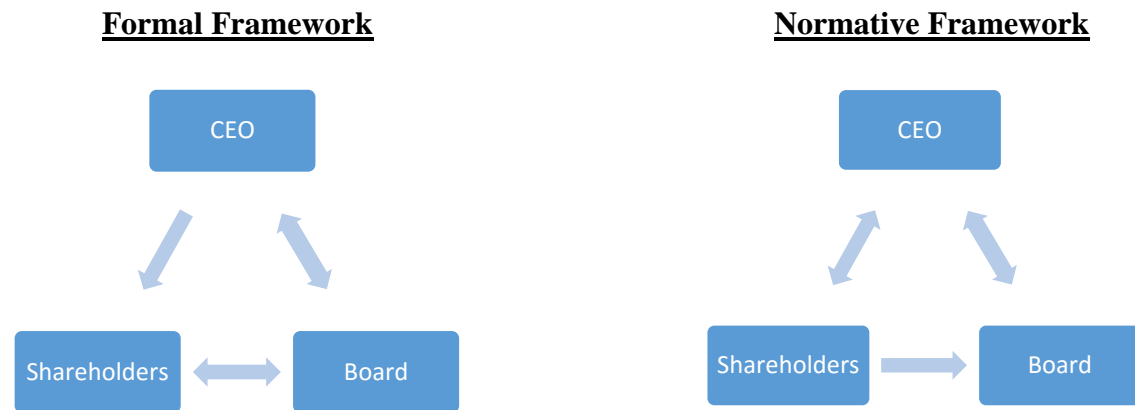 Formal Framework
Normative Framework
CEO
CEO
Shareholders
Board
Shareholders
Board